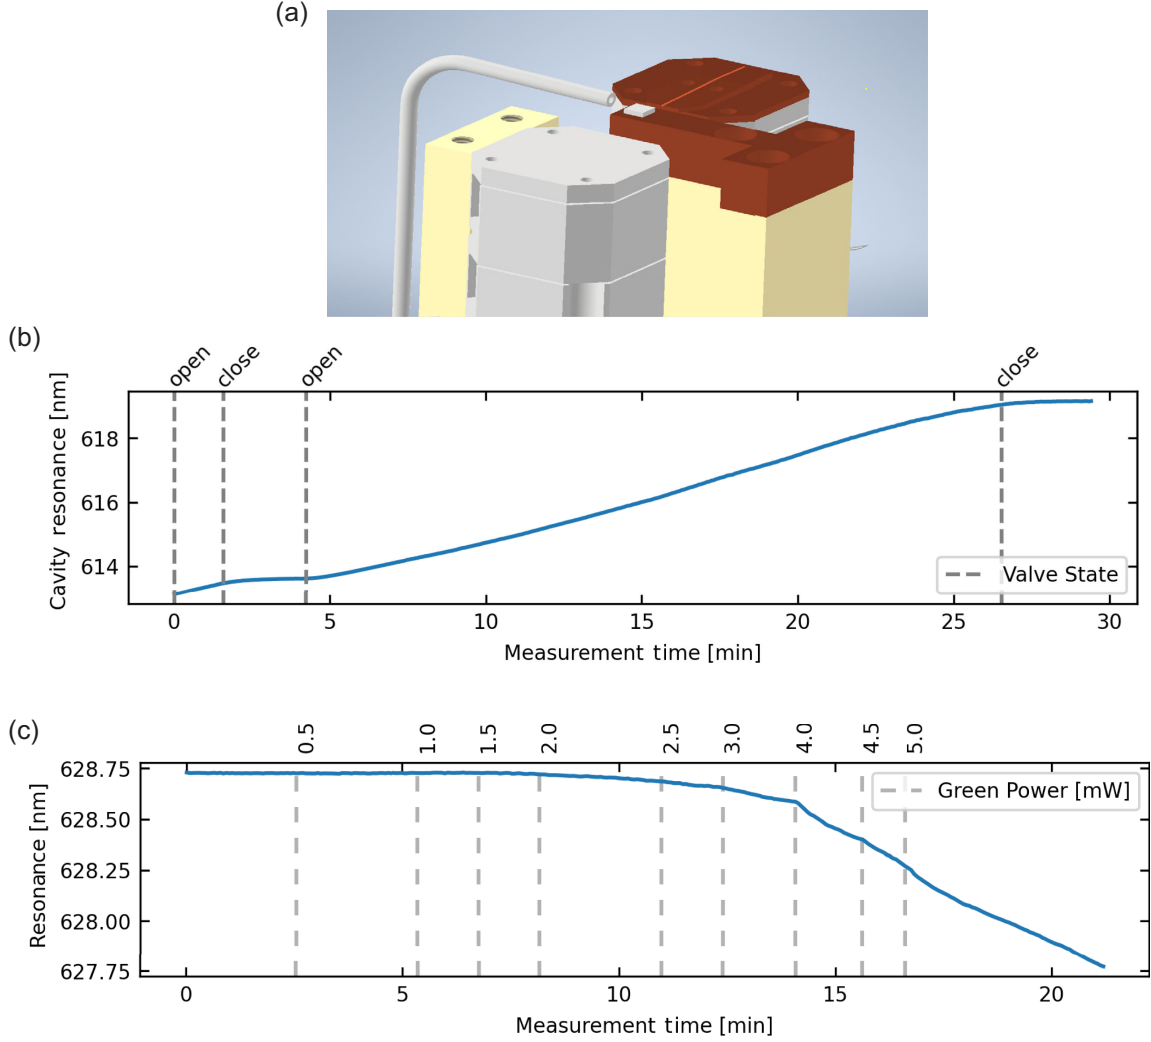 (a)
(b)
open
close
open
close
Cavity resonance [nm]
618
616
614
Valve State
0
5
10
15
20
25
30
Measurement time [min]
(c)
0.5
1.0
1.5
2.0
2.5
3.0
4.0
4.5
5.0
Resonance [nm]
628.75
628.50
628.25
628.00
627.75
Green Power [mW]
0
5
10
15
20
Measurement time [min]